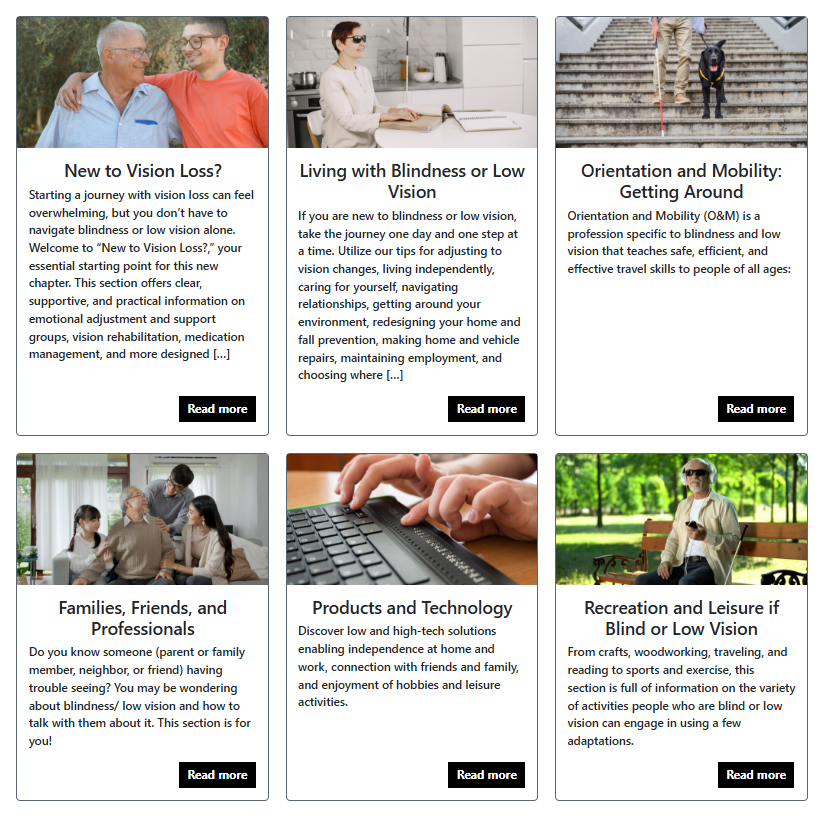 New to Vision Loss?
Starting a journey with vision loss can feel
overwhelming, but you don’t have to
navigate blindness or low vision alone.
Welcome to “New to Vision Loss?,” your
essential starting point for this new
chapter. This section offers clear,
supportive, and practical information on
emotional adjustment and support
groups, vision rehabilitation, medication
management, and more designed [...]
Read more
Living with Blindness or Low
Vision
If you are new to blindness or low vision,
take the journey one day and one step at
a time. Utilize our tips for adjusting to
vision changes, living independently,
caring for yourself, navigating
relationships, getting around your
environment, redesigning your home and
fall prevention, making home and vehicle
repairs, maintaining employment, and
choosing where [...]
Read more
Orientation and Mobility:
Getting Around
Orientation and Mobility (O&M) is a
profession specific to blindness and low
vision that teaches safe, efficient, and
effective travel skills to people of all ages:
Read more
Families, Friends, and
Professionals
Do you know someone (parent or family
member, neighbor, or friend) having
trouble seeing? You may be wondering
about blindness/ low vision and how to
talk with them about it. This section is for
you!
Read more
Products and Technology
Discover low and high-tech solutions
enabling independence at home and
work, connection with friends and family,
and enjoyment of hobbies and leisure
activities.
Read more
Recreation and Leisure if
Blind or Low Vision
From crafts, woodworking, traveling, and
reading to sports and exercise, this
section is full of information on the variety
of activities people who are blind or low
vision can engage in using a few
adaptations.
Read more